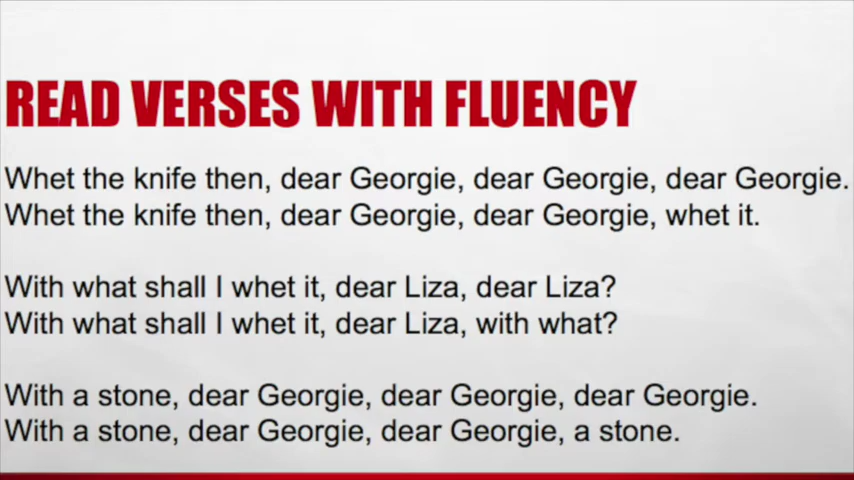 READ VERSES WITH FLUENCY
Whet the knife then, dear Georgie, dear Georgie, dear Georgie.
Whet the knife then, dear Georgie, dear Georgie, whet it.
With what shall I whet it, dear Liza, dear Liza?
With what shall I whet it, dear Liza, with what?
With a stone, dear Georgie, dear Georgie, dear Georgie.
With a stone, dear Georgie, dear Georgie, a stone.